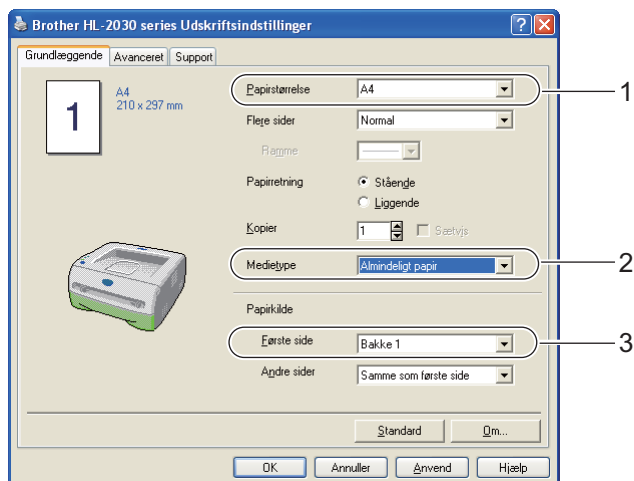 Brother HL-2030 series Udskriftsindstillinger
Grundlæggende Avanceret Support
1
A4
210 x 297 mm
Papirstørrelse A4 1
Flere sider Normal
Ramme
Papirretning Stående
Liggende
Kopier 1 Sætvis
Medietype Almindeligt papir 2
Papirkilde
Første side Bakke 1 3
Andre sider Samme som første side
Standard Om...
OK Annuller Anvend Hjælp